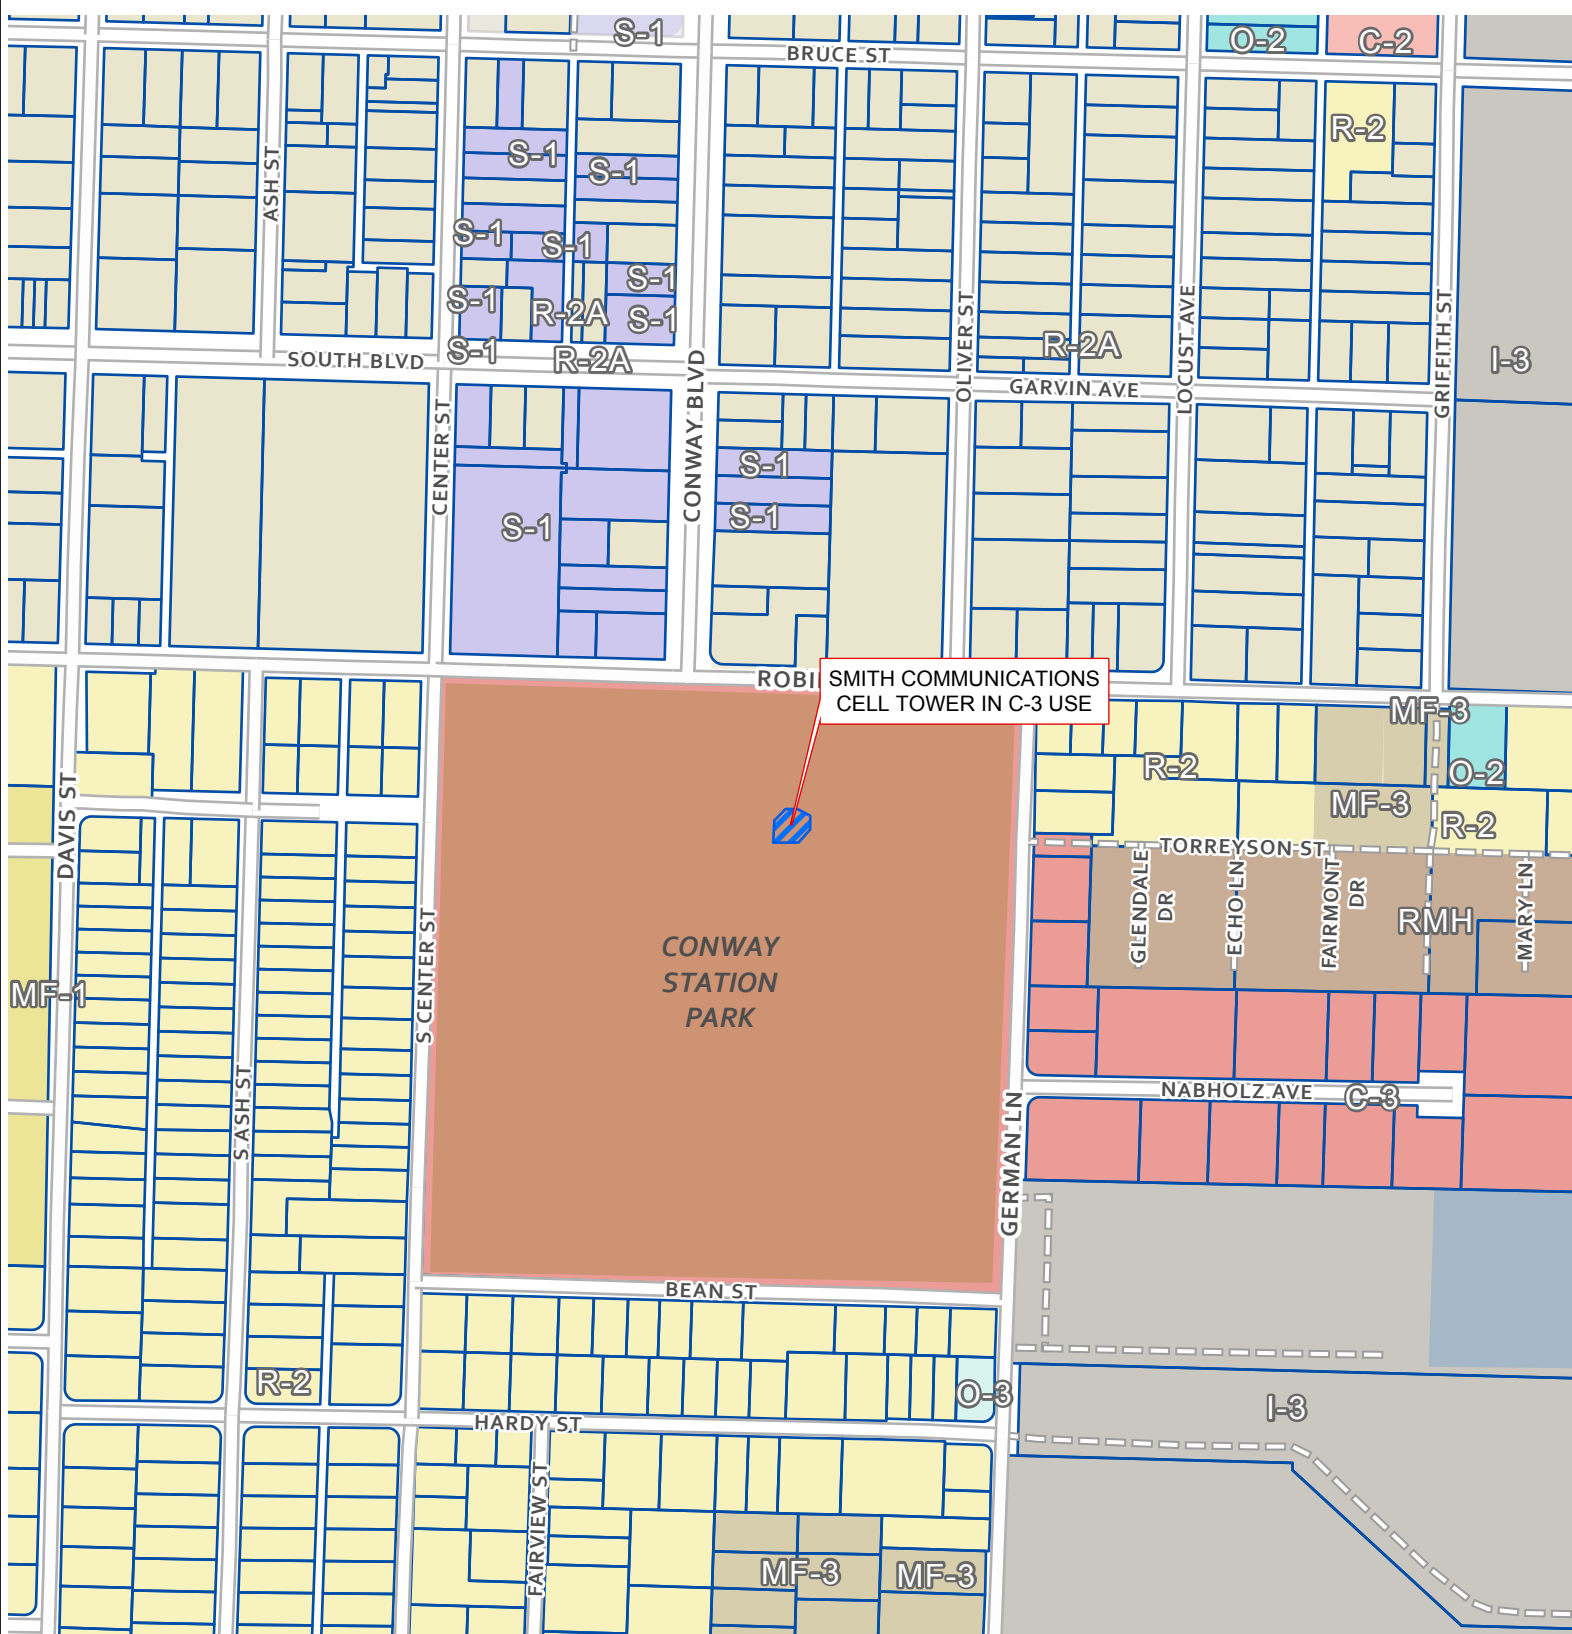 S-1
O-2
C-2
BRUCE ST
R-2
S-1
S-1
ASH ST
S-1
S-1
S-1
S-1
R-2A
S-1
R-2A
I-3
S-1
R-2A
SOUTH BLVD
OLIVER ST
LOCUST AVE
GRIFFITH ST
GARVIN AVE
CENTER ST
CONWAY BLVD
S-1
S-1
S-1
ROBI
SMITH COMMUNICATIONS
CELL TOWER IN C-3 USE
MF-3
R-2
O-2
MF-3
R-2
DAVIS ST
TORREYSON ST
GLENDALE
DR
ECHO LN
FAIRMONT
DR
RMH
MARY LN
CONWAY
STATION
PARK
S CENTER ST
MF-1
S ASH ST
NABHOLZ AVE
C-3
GERMAN LN
BEAN ST
R-2
O-3
I-3
HARDY ST
FAIRVIEW ST
MF-3
MF-3